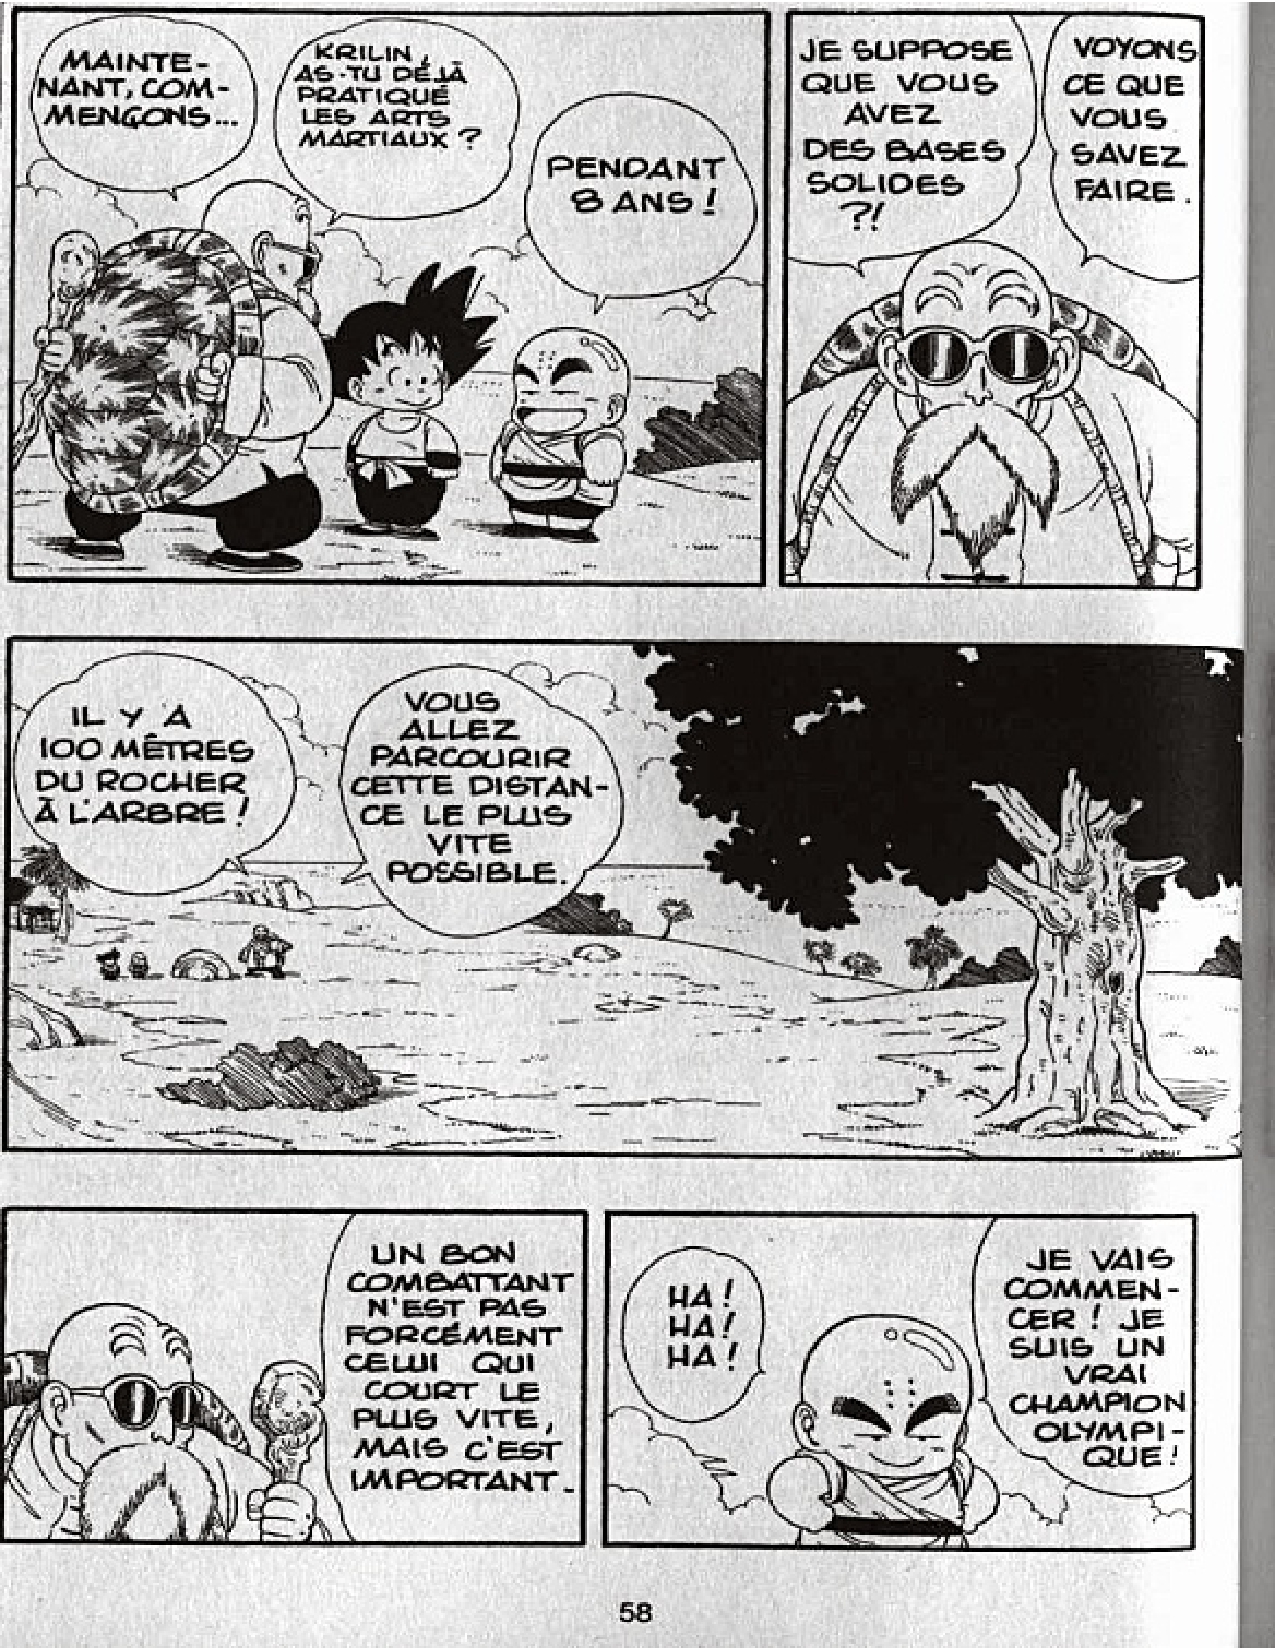 MAINTE-
NANT, COM-
MENÇONS...
KRILIN,
AS-TU DÉJÀ
PRATIQUÉ
LES ARTS
MARTIAUX ?
PENDANT
8 ANS !
JE SUPPOSE
QUE VOUS
AVEZ
DES BASES
SOLIDES
?!
VOYONS
CE QUE
VOUS
SAVEZ
FAIRE.
IL Y A
100 MÊTRES
DU ROCHER
À L'ARBRE !
VOUS
ALLEZ
PARCOURIR
CETTE DISTAN-
CE LE PLUS
VITE
POSSIBLE.
UN BON
COMBATTANT
N'EST PAS
FORCÉMENT
CELUI QUI
COURT LE
PLUS VITE,
MAIS C'EST
IMPORTANT.
HA !
HA !
HA !
JE VAIS
COMMEN-
CER ! JE
SUIS UN
VRAI
CHAMPION
OLYMPI-
QUE !
58